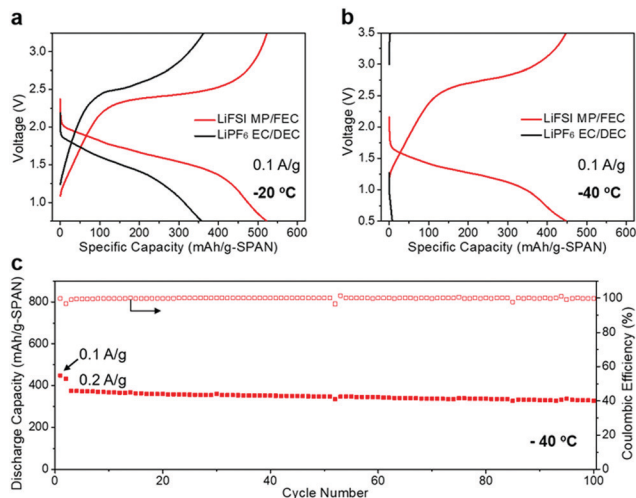 a
3.0
2.5
2.0
1.5
1.0
Voltage (V)
LiFSI MP/FEC
LiPF₆ EC/DEC
0.1 A/g
-20 ºC
0 100 200 300 400 500 600
Specific Capacity (mAh/g-SPAN)
b
3.5
3.0
2.5
2.0
1.5
1.0
0.5
Voltage (V)
LiFSI MP/FEC
LiPF₆ EC/DEC
0.1 A/g
-40 ºC
0 100 200 300 400 500 600
Specific Capacity (mAh/g-SPAN)
c
800
600
400
200
0
Discharge Capacity (mAh/g-SPAN)
0.1 A/g
0.2 A/g
- 40 ºC
100
80
60
40
20
0
Coulombic Efficiency (%)
0 20 40 60 80 100
Cycle Number